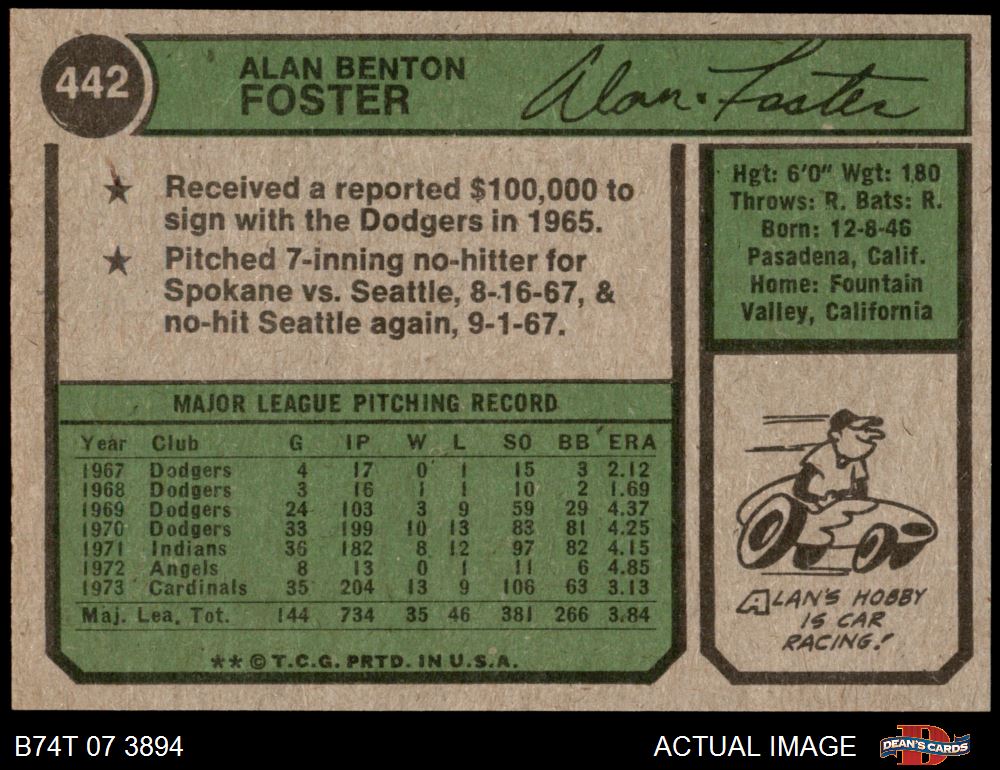 442
ALAN BENTON
FOSTER
Alan Foster
★ Received a reported $100,000 to
sign with the Dodgers in 1965.
★ Pitched 7-inning no-hitter for
Spokane vs. Seattle, 8-16-67, &
no-hit Seattle again, 9-1-67.
Hgt: 6'0" Wgt: 180
Throws: R. Bats: R.
Born: 12-8-46
Pasadena, Calif.
Home: Fountain
Valley, California
MAJOR LEAGUE PITCHING RECORD
Year Club G IP W L SO BB ERA
1967 Dodgers 4 17 0 1 15 3 2.12
1968 Dodgers 3 16 1 1 10 2 1.69
1969 Dodgers 24 103 3 9 59 29 4.37
1970 Dodgers 33 199 10 13 83 81 4.25
1971 Indians 36 182 8 12 97 82 4.15
1972 Angels 8 13 0 1 11 6 4.85
1973 Cardinals 35 204 13 9 106 63 3.13
Maj. Lea. Tot. 144 734 35 46 381 266 3.84
** © T.C.G. PRTD. IN U.S.A.
ALAN'S HOBBY
IS CAR
RACING!
B74T 07 3894
ACTUAL IMAGE
DEAN'S CARDS